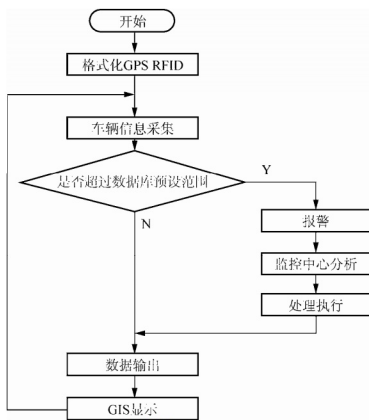 开始
格式化GPS RFID
车辆信息采集
是否超过数据库预设范围
Y
N
报警
监控中心分析
处理执行
数据输出
GIS显示